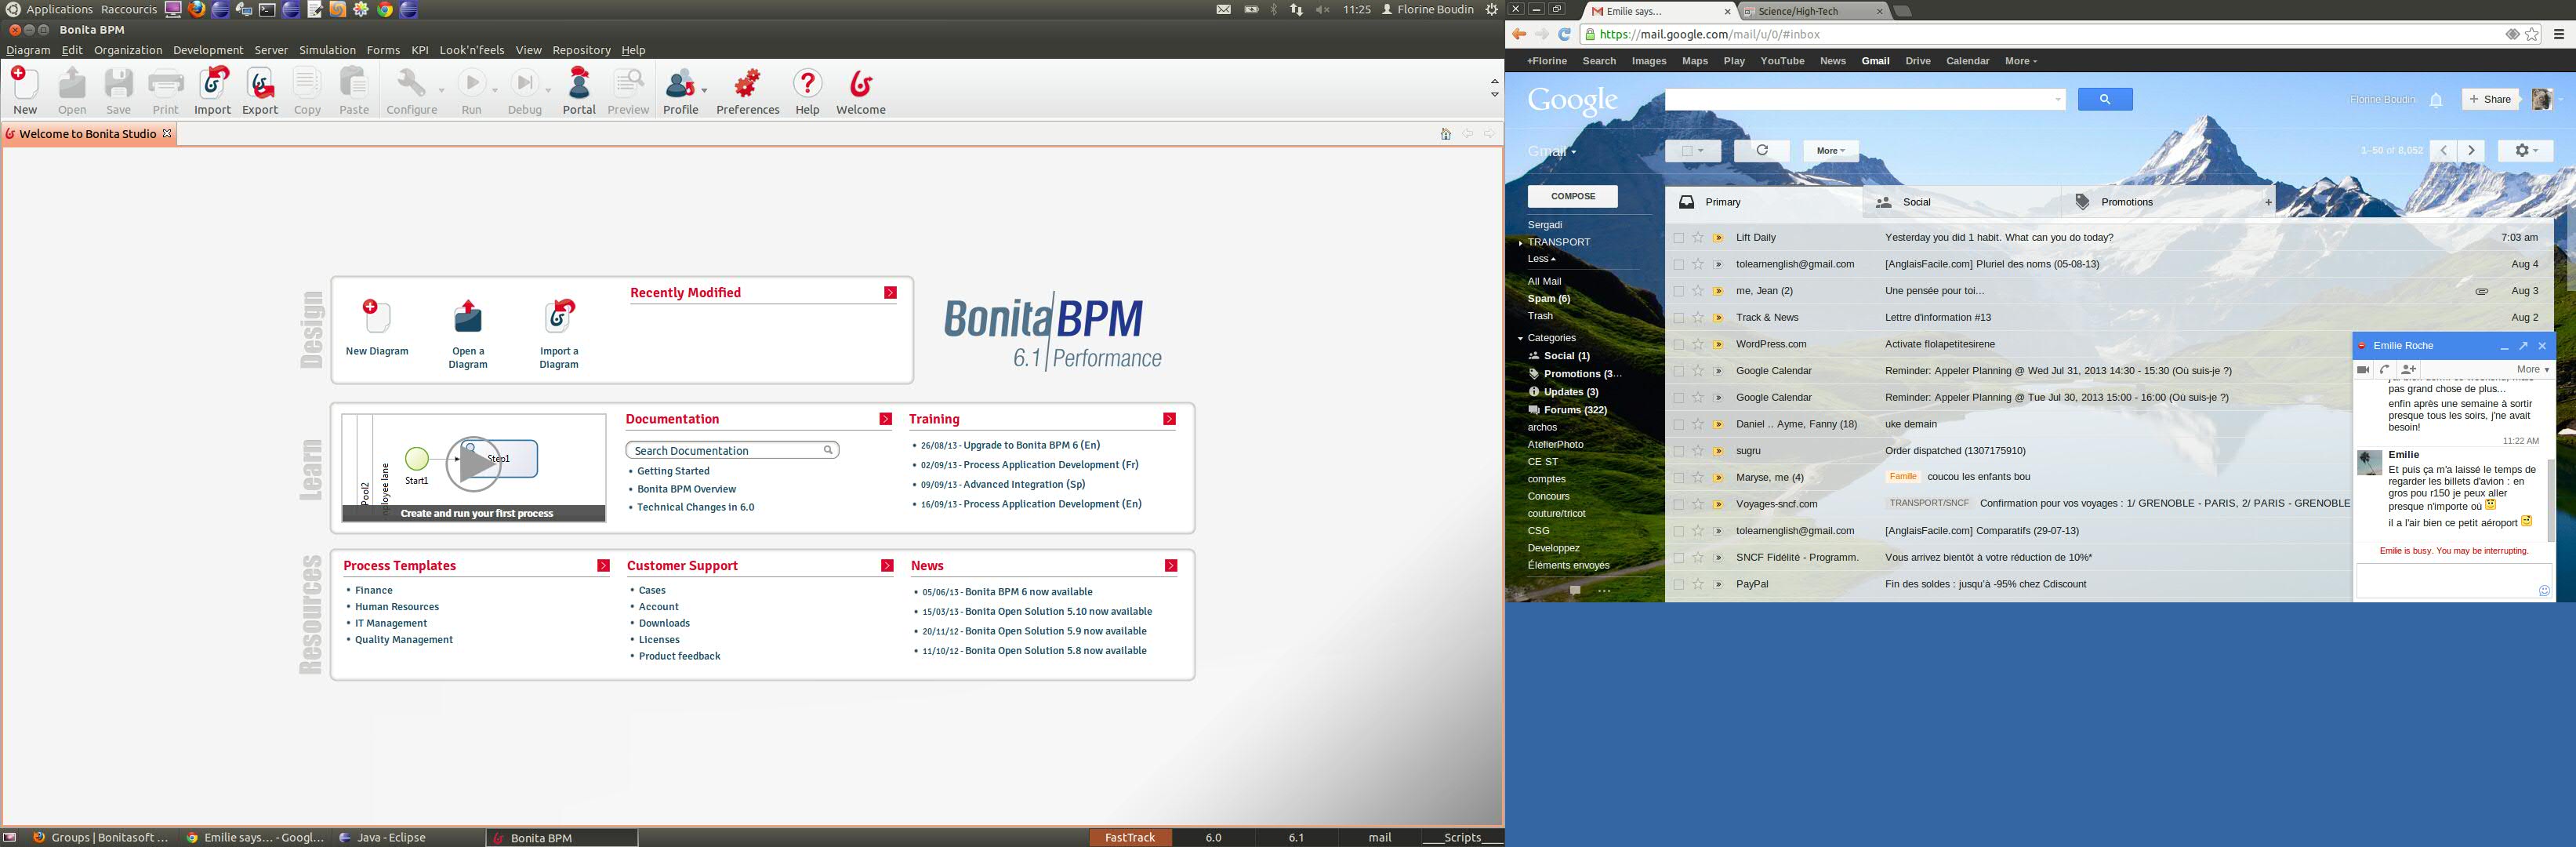 Applications Raccourcis
11:25 Florine Boudin
Bonita BPM
Diagram Edit Organization Development Server Simulation Forms KPI Look'n'feels View Repository Help
New Open Save Print Import Export Copy Paste Configure Run Debug Portal Preview Profile Preferences Help Welcome
Welcome to Bonita Studio
Design
New Diagram
Open a
Diagram
Import a
Diagram
Recently Modified
Bonita BPM
6.1 Performance
Learn
Pool2
Start1
Step1
Create and run your first process
Documentation
Search Documentation
• Getting Started
• Bonita BPM Overview
• Technical Changes in 6.0
Training
• 26/08/13 - Upgrade to Bonita BPM 6 (En)
• 02/09/13 - Process Application Development (Fr)
• 09/09/13 - Advanced Integration (Sp)
• 16/09/13 - Process Application Development (En)
Resources
Process Templates
• Finance
• Human Resources
• IT Management
• Quality Management
Customer Support
• Cases
• Account
• Downloads
• Licenses
• Product feedback
News
• 05/06/13 - Bonita BPM 6 now available
• 15/03/13 - Bonita Open Solution 5.10 now available
• 20/11/12 - Bonita Open Solution 5.9 now available
• 11/10/12 - Bonita Open Solution 5.8 now available
Groups | Bonitasoft ... Emilie says... - Googl... Java - Eclipse Bonita BPM
FastTrack 6.0 6.1 mail ____Scripts____
Emilie says... Science/High-Tech
https://mail.google.com/mail/u/0/#inbox
+Florine Search Images Maps Play YouTube News Gmail Drive Calendar More
Google
Florine Boudin + Share
Gmail
More
1–50 of 8,052
COMPOSE
Sergadi
TRANSPORT
Less
All Mail
Spam (6)
Trash
Categories
Social (1)
Promotions (3...
Updates (3)
Forums (322)
archos
AtelierPhoto
CE ST
comptes
Concours
couture/tricot
CSG
Developpez
Éléments envoyés
Primary Social Promotions +
Lift Daily Yesterday you did 1 habit. What can you do today? 7:03 am
tolearnenglish@gmail.com [AnglaisFacile.com] Pluriel des noms (05-08-13) Aug 4
me, Jean (2) Une pensée pour toi... Aug 3
Track & News Lettre d'information #13 Aug 2
WordPress.com Activate flolapetitesirene
Google Calendar Reminder: Appeler Planning @ Wed Jul 31, 2013 14:30 - 15:30 (Où suis-je ?)
Google Calendar Reminder: Appeler Planning @ Tue Jul 30, 2013 15:00 - 16:00 (Où suis-je ?)
Daniel .. Ayme, Fanny (18) uke demain
sugru Order dispatched (1307175910)
Maryse, me (4) Famille coucou les enfants bou
Voyages-sncf.com TRANSPORT/SNCF Confirmation pour vos voyages : 1/ GRENOBLE - PARIS, 2/ PARIS - GRENOBLE
tolearnenglish@gmail.com [AnglaisFacile.com] Comparatifs (29-07-13)
SNCF Fidélité - Programm. Vous arrivez bientôt à votre réduction de 10%*
PayPal Fin des soldes : jusqu'à -95% chez Cdiscount
Emilie Roche
More
pas grand chose de plus...
enfin après une semaine à sortir
presque tous les soirs, j'ne avait
besoin!
11:22 AM
Emilie
Et puis ça m'a laissé le temps de
regarder les billets d'avion : en
gros pou r150 je peux aller
presque n'importe où
il a l'air bien ce petit aéroport
Emilie is busy. You may be interrupting.